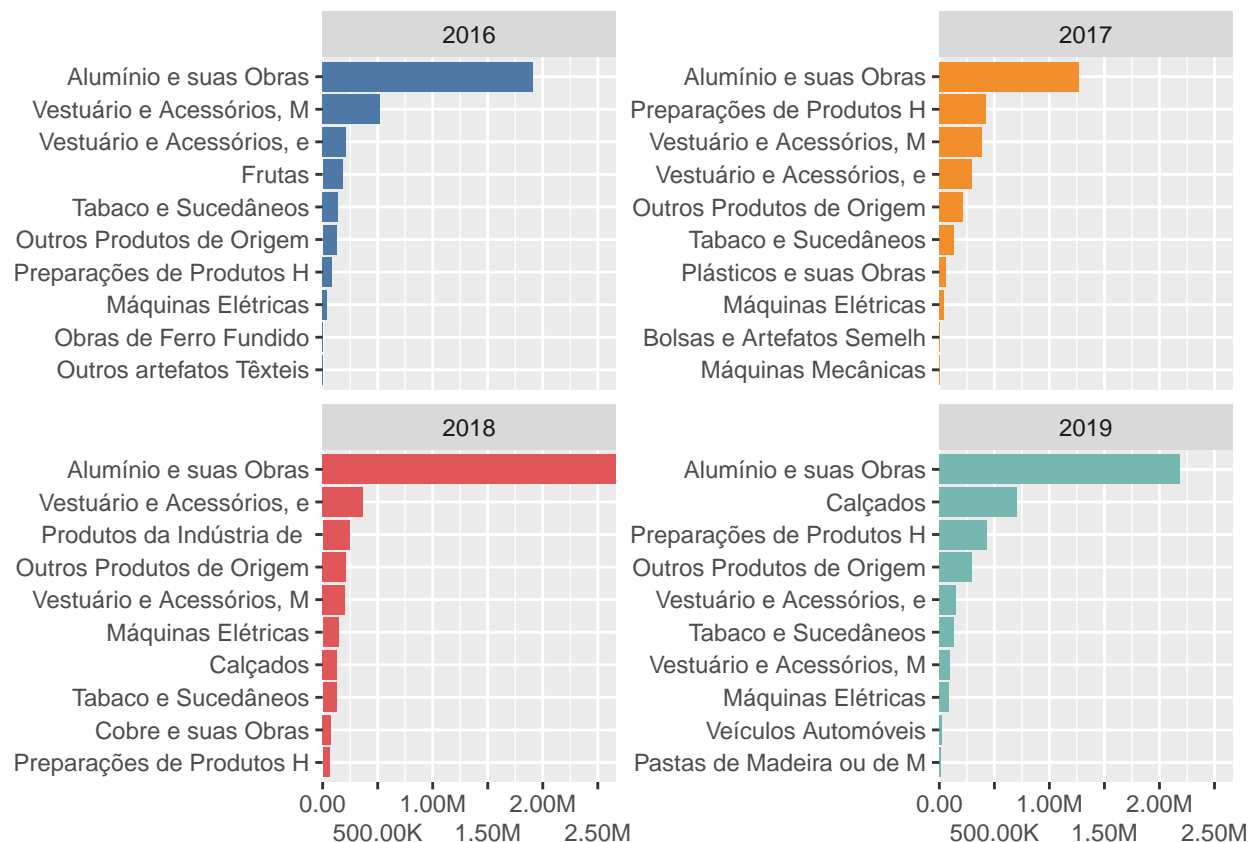 2016
Alumínio e suas Obras
Vestuário e Acessórios, M
Vestuário e Acessórios, e
Frutas
Tabaco e Sucedâneos
Outros Produtos de Origem
Preparações de Produtos H
Máquinas Elétricas
Obras de Ferro Fundido
Outros artefatos Têxteis
2017
Alumínio e suas Obras
Preparações de Produtos H
Vestuário e Acessórios, M
Vestuário e Acessórios, e
Outros Produtos de Origem
Tabaco e Sucedâneos
Plásticos e suas Obras
Máquinas Elétricas
Bolsas e Artefatos Semelh
Máquinas Mecânicas
2018
Alumínio e suas Obras
Vestuário e Acessórios, e
Produtos da Indústria de
Outros Produtos de Origem
Vestuário e Acessórios, M
Máquinas Elétricas
Calçados
Tabaco e Sucedâneos
Cobre e suas Obras
Preparações de Produtos H
0.00 1.00M 2.00M
500.00K 1.50M 2.50M
2019
Alumínio e suas Obras
Calçados
Preparações de Produtos H
Outros Produtos de Origem
Vestuário e Acessórios, e
Tabaco e Sucedâneos
Vestuário e Acessórios, M
Máquinas Elétricas
Veículos Automóveis
Pastas de Madeira ou de M
0.00 1.00M 2.00M
500.00K 1.50M 2.50M